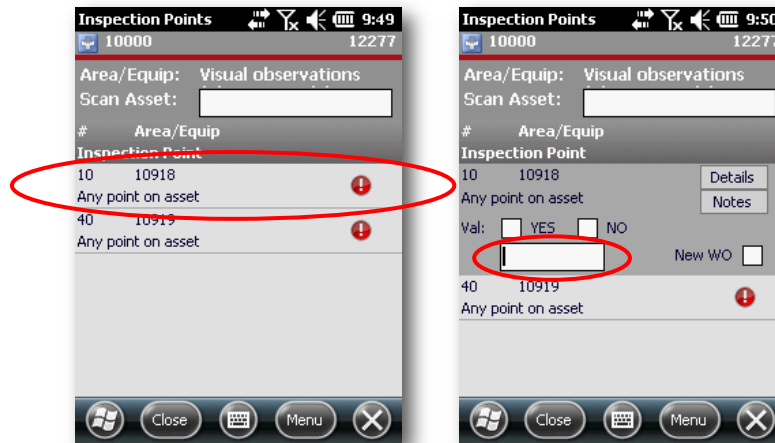 Inspection Points 9:49
10000 12277
Area/Equip: Visual observations
Scan Asset:
# Area/Equip
Inspection Point
10 10918
Any point on asset
40 10919
Any point on asset
Close Menu
Inspection Points 9:50
10000 12277
Area/Equip: Visual observations
Scan Asset:
# Area/Equip
Inspection Point
10 10918 Details
Any point on asset Notes
Val: YES NO
New WO
40 10919
Any point on asset
Close Menu